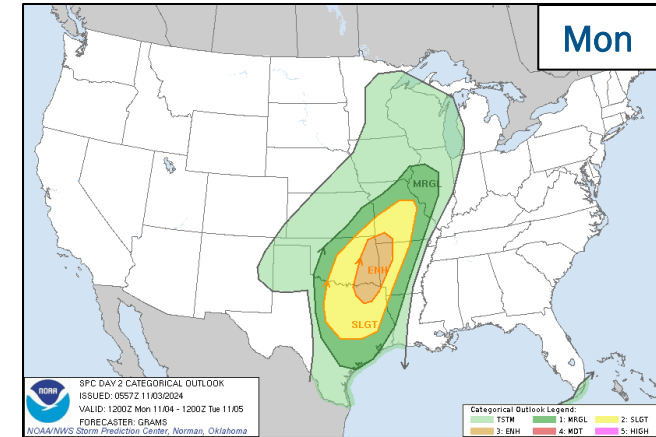 Mon
MRGL
ENH
SLGT
NOAA
SPC DAY 2 CATEGORICAL OUTLOOK
ISSUED: 0557Z 11/03/2024
VALID: 1200Z Mon 11/04 - 1200Z Tue 11/05
FORECASTER: GRAMS
NOAA/NWS Storm Prediction Center, Norman, Oklahoma
Categorical Outlook Legend:
TSTM 1: MRGL 2: SLGT
3: ENH 4: MDT 5: HIGH